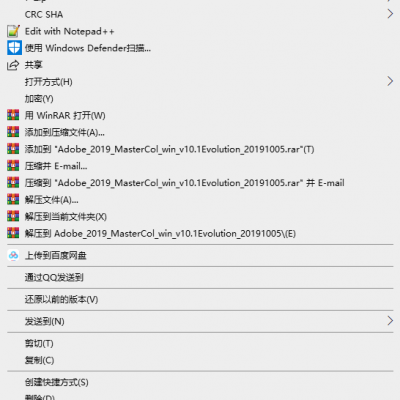 CRC SHA
Edit with Notepad++
使用 Windows Defender扫描...
共享
打开方式(H)
加密(Y)
用 WinRAR 打开(W)
添加到压缩文件(A)...
添加到 "Adobe_2019_MasterCol_win_v10.1Evolution_20191005.rar"(T)
压缩并 E-mail...
压缩到 "Adobe_2019_MasterCol_win_v10.1Evolution_20191005.rar" 并 E-mail
解压文件(A)...
解压到当前文件夹(X)
解压到 Adobe_2019_MasterCol_win_v10.1Evolution_20191005\(E)
上传到百度网盘
通过QQ发送到
还原以前的版本(V)
发送到(N)
剪切(T)
复制(C)
创建快捷方式(S)
删除(D)